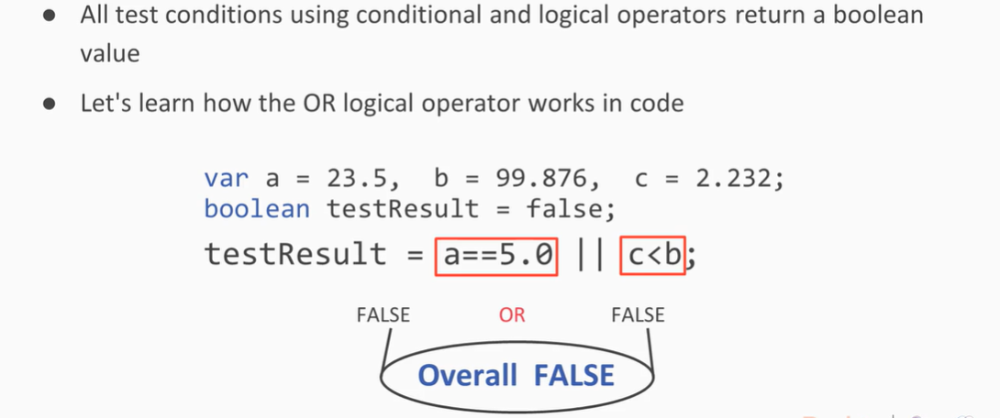 ● All test conditions using conditional and logical operators return a boolean
value
● Let's learn how the OR logical operator works in code
var a = 23.5, b = 99.876, c = 2.232;
boolean testResult = false;
testResult = a==5.0 || c<b;
FALSE OR FALSE
Overall FALSE